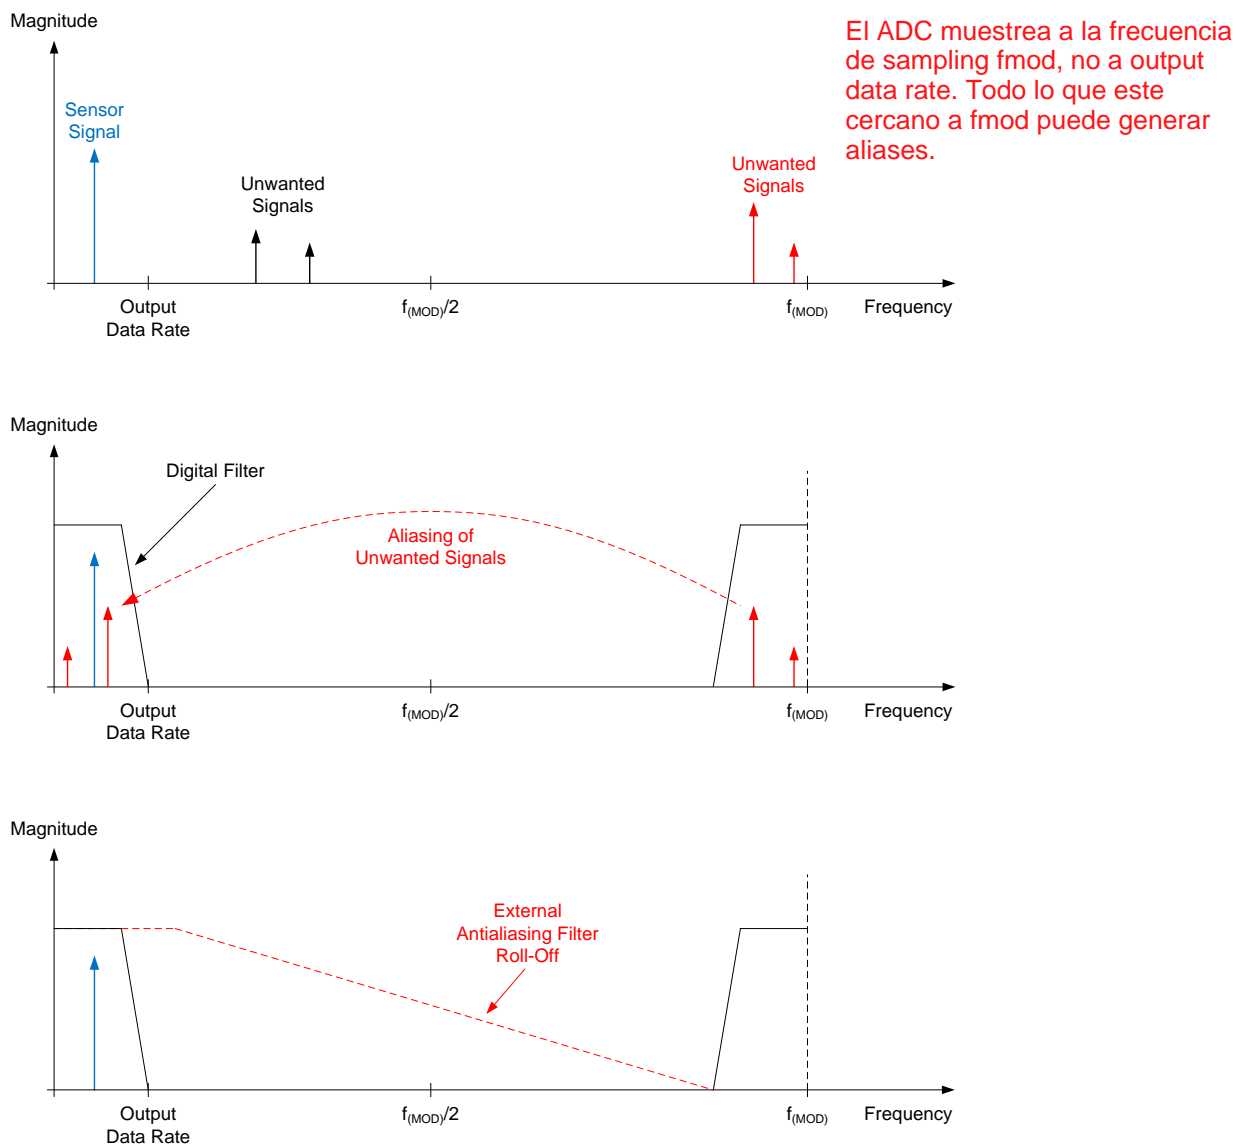 Magnitude
El ADC muestrea a la frecuencia
de sampling fmod, no a output
data rate. Todo lo que este
cercano a fmod puede generar
aliases.
Sensor
Signal
Unwanted
Signals
Unwanted
Signals
Output
Data Rate
f(MOD)/2
f(MOD)
Frequency
Magnitude
Digital Filter
Aliasing of
Unwanted Signals
Output
Data Rate
f(MOD)/2
f(MOD)
Frequency
Magnitude
External
Antialiasing Filter
Roll-Off
Output
Data Rate
f(MOD)/2
f(MOD)
Frequency